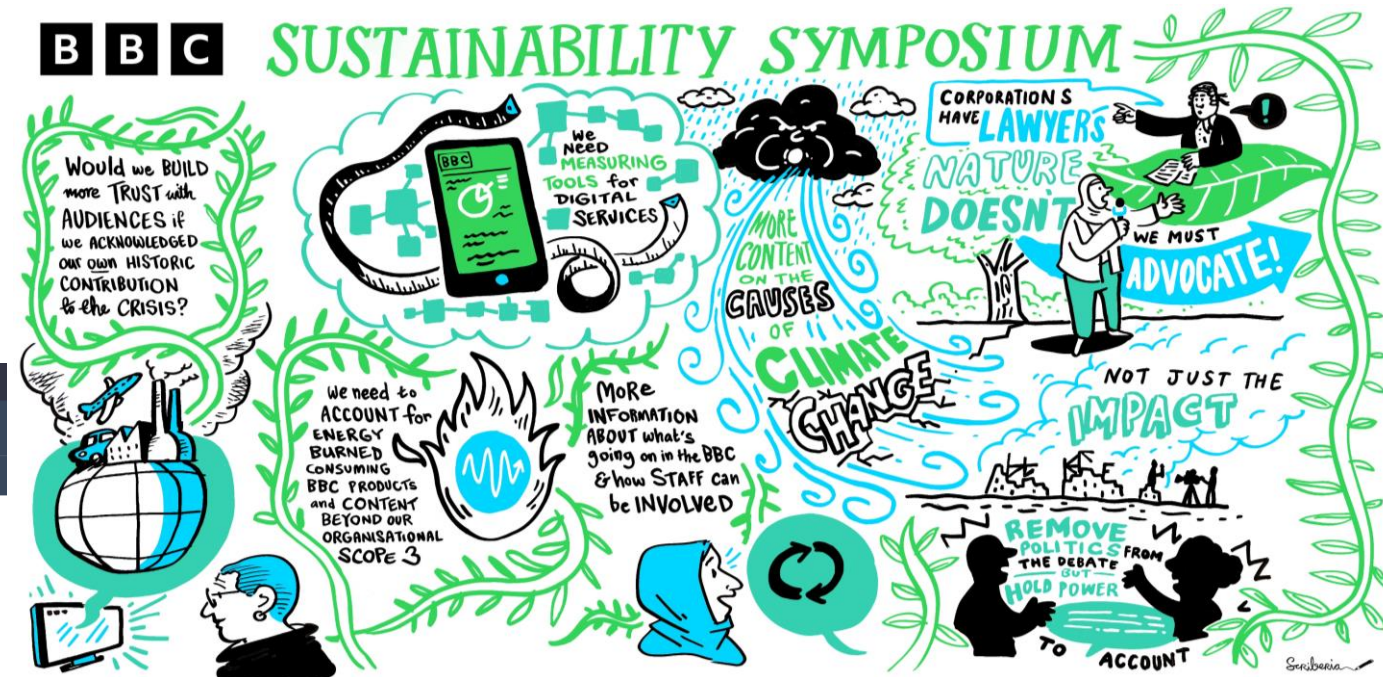 BBC
SUSTAINABILITY SYMPOSIUM
Would we BUILD
more TRUST with
AUDIENCES if
we ACKNOWLEDGED
our own HISTORIC
CONTRIBUTION
to the CRISIS?
BBC
We
NEED
MEASURING
TOOLS for
DIGITAL
SERVICES
we need to
ACCOUNT for
ENERGY
BURNED
CONSUMING
BBC PRODUCTS
and CONTENT
BEYOND OUR
ORGANISATIONAL
SCOPE 3
MORE
INFORMATION
ABOUT what's
going on in the BBC
& how STAFF can
be INVOLVED
MORE
CONTENT
ON THE
CAUSES
OF
CLIMATE
CHANGE
NOT JUST THE
IMPACT
CORPORATIONS
HAVE LAWYERS
!
NATURE
DOESN'T
WE MUST
ADVOCATE!
REMOVE
POLITICS FROM
THE DEBATE
BUT
HOLD POWER
TO ACCOUNT
Scriberia